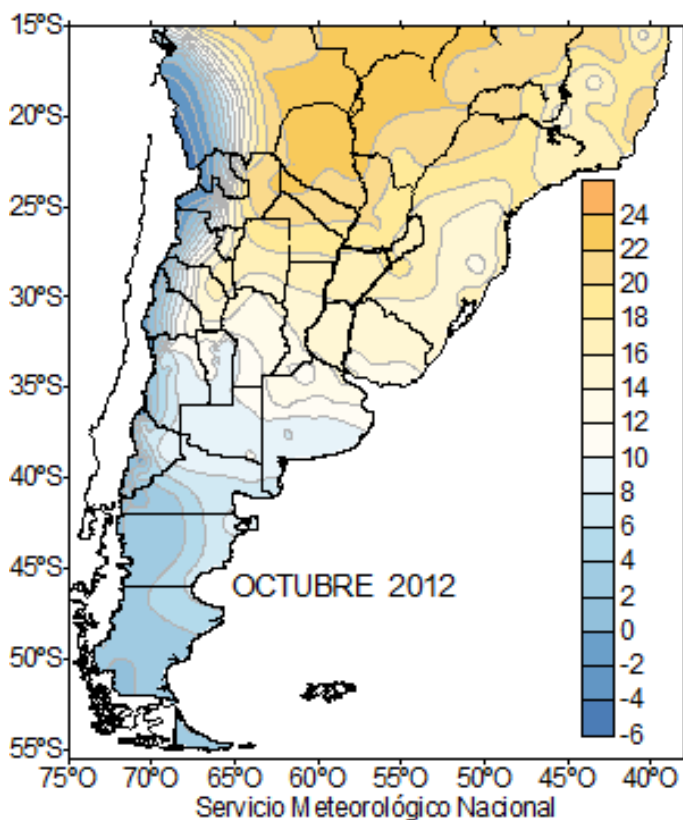 15ºS
20ºS
25ºS
30ºS
35ºS
40ºS
45ºS
50ºS
55ºS
24
22
20
18
16
14
12
10
8
6
4
2
0
-2
-4
-6
OCTUBRE 2012
75ºO 70ºO 65ºO 60ºO 55ºO 50ºO 45ºO 40ºO
Servicio Meteorológico Nacional